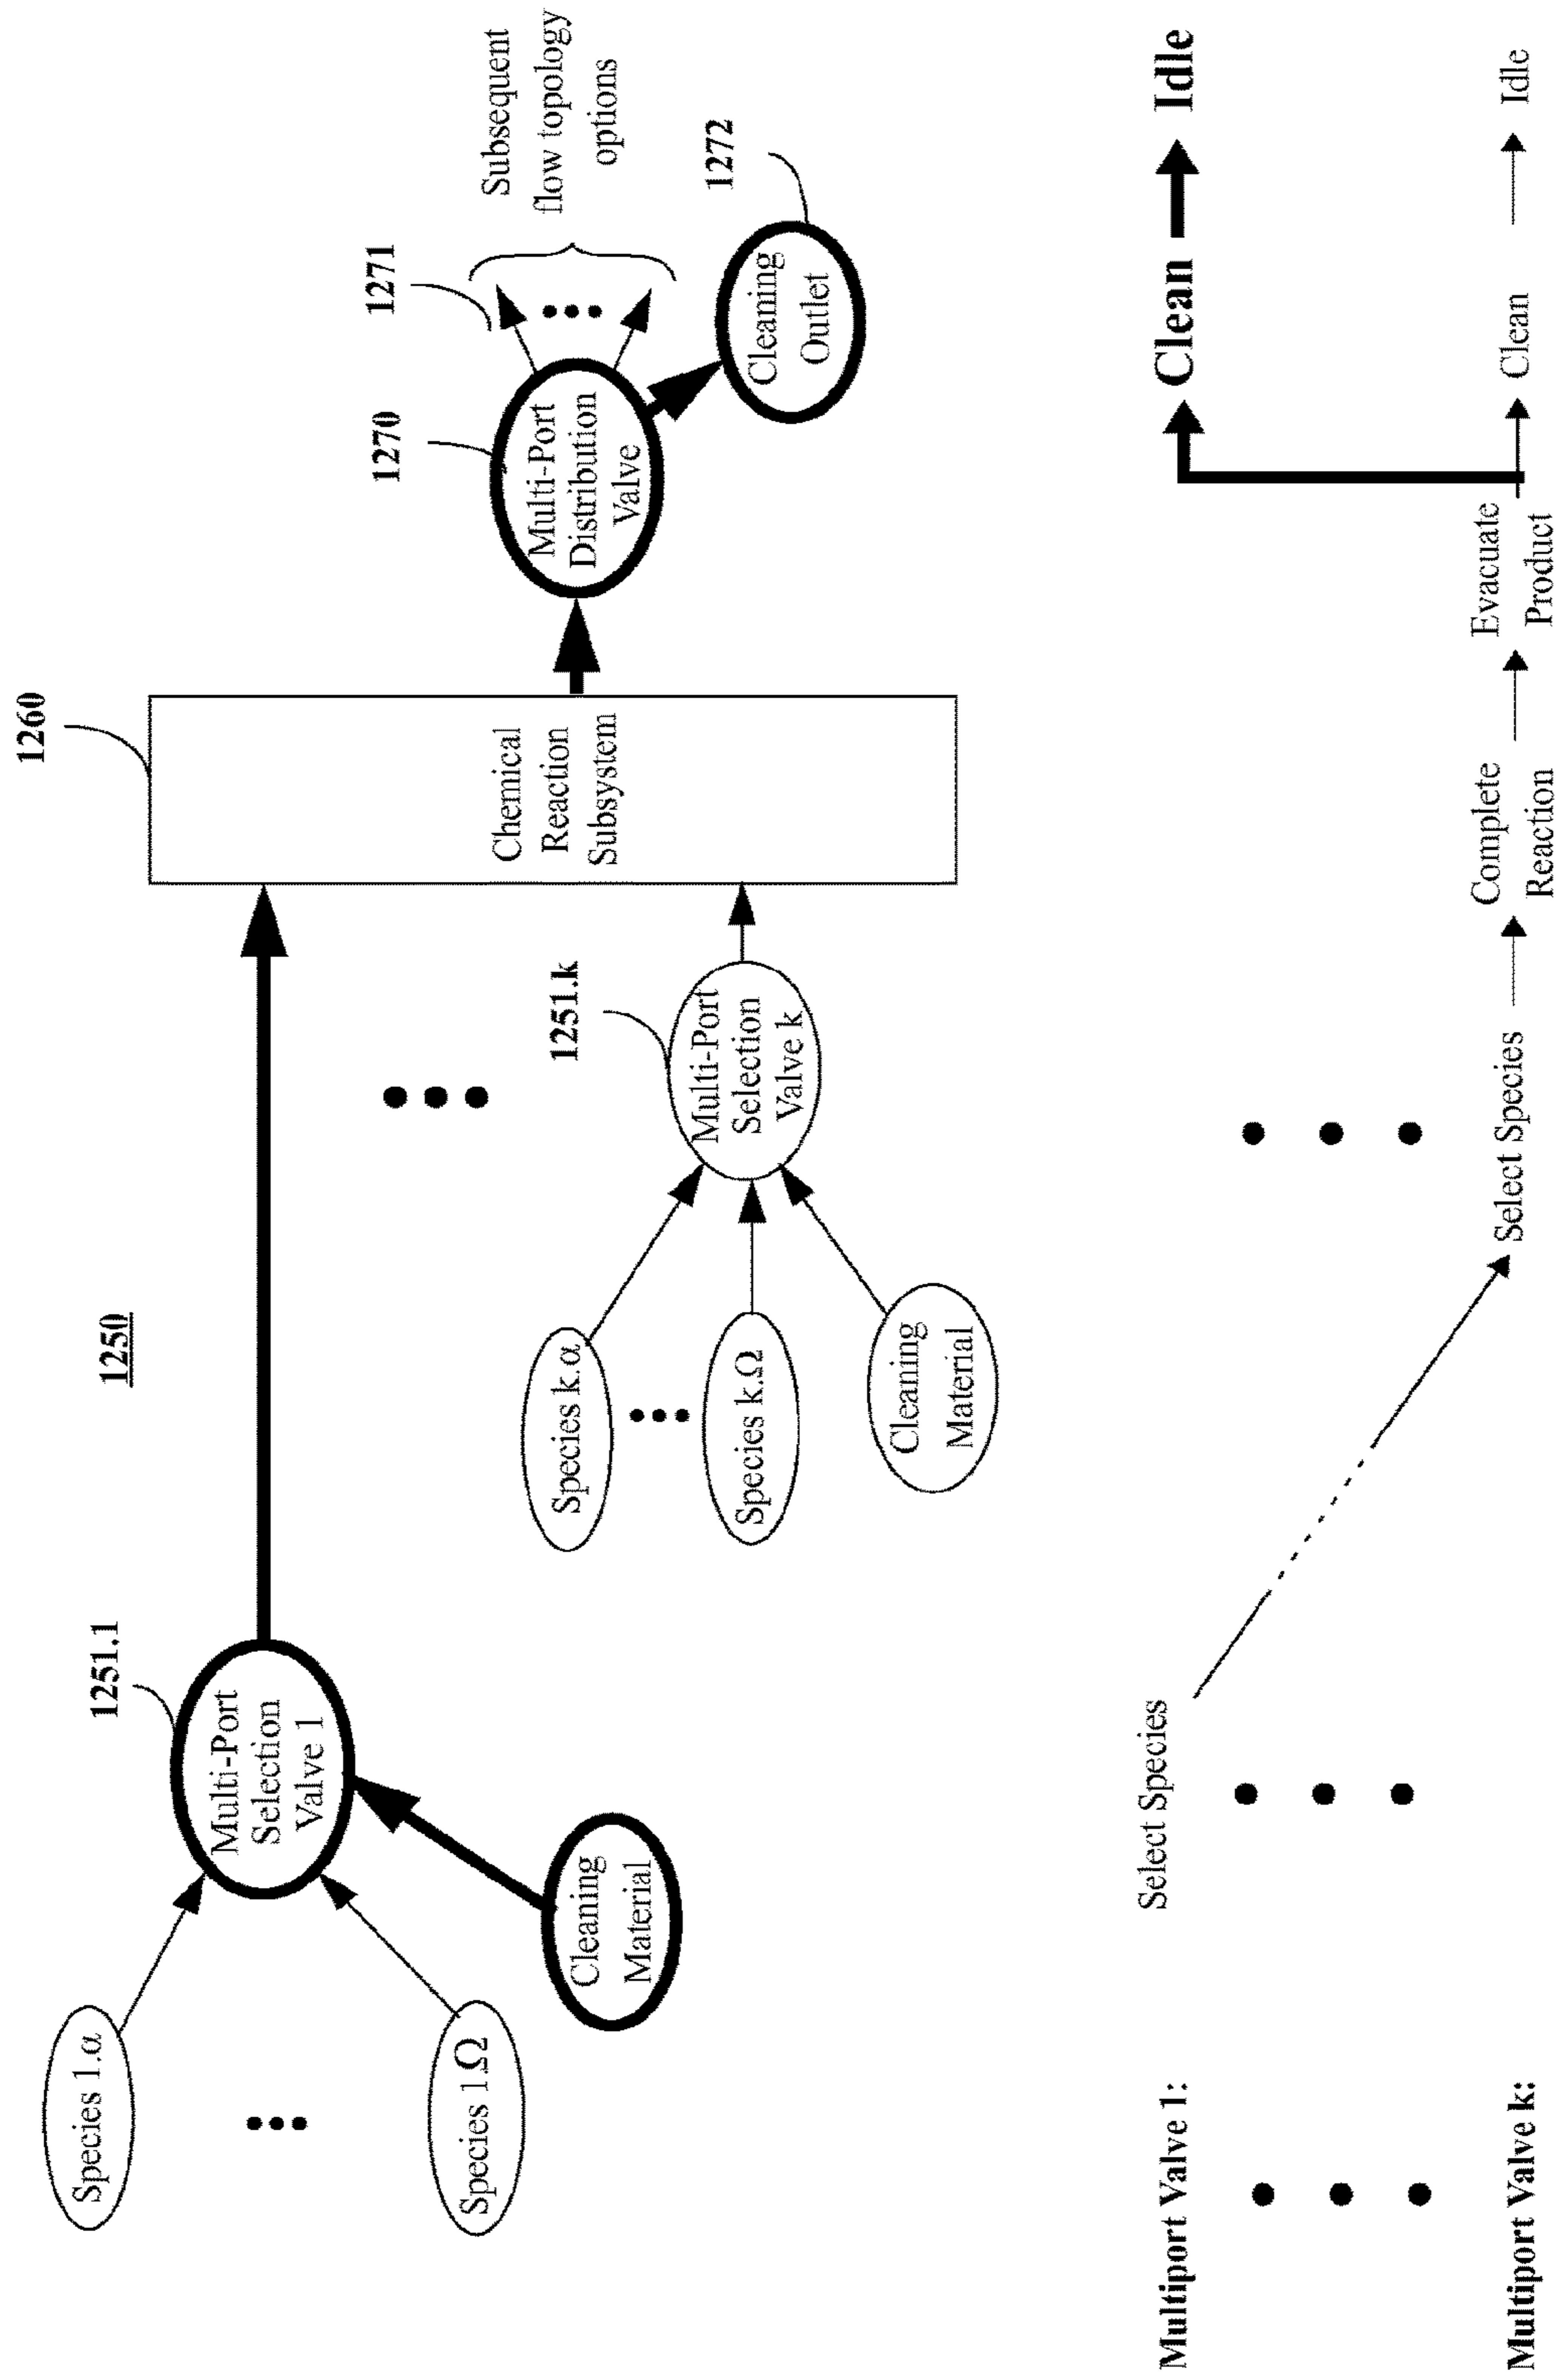 1250
1260
1251.1
1270
1271
1272
1251.k
Species 1.α
Species 1.Ω
Cleaning
Material
Multi-Port
Selection
Valve 1
Species k.α
Species k.Ω
Cleaning
Material
Multi-Port
Selection
Valve k
Chemical
Reaction
Subsystem
Multi-Port
Distribution
Valve
Subsequent
flow topology
options
Cleaning
Outlet
Multiport Valve 1:
Select Species
Clean
Idle
Multiport Valve k:
Select Species
Complete
Reaction
Evacuate
Product
Clean
Idle